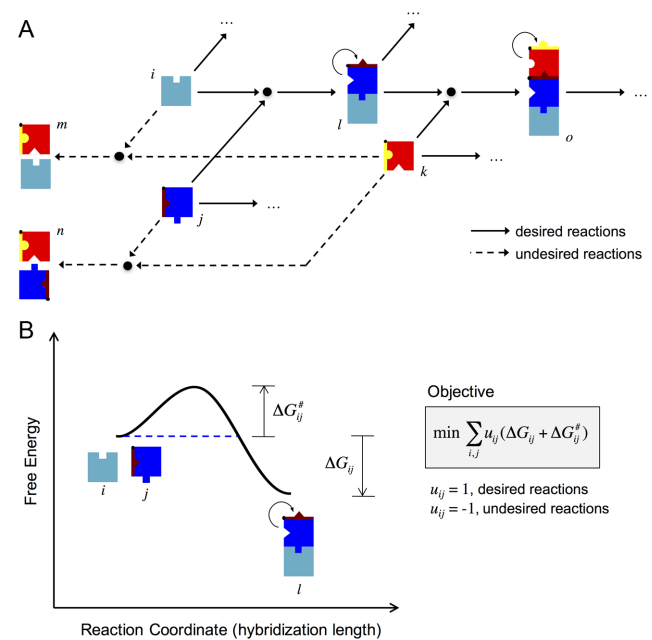 A
...
...
i
l
...
o
m
k
...
j
...
n
desired reactions
undesired reactions
B
Free Energy
ΔG#ij
ΔGij
i
j
l
Reaction Coordinate (hybridization length)
Objective
min ∑i,j uij(ΔGij + ΔG#ij)
uij = 1, desired reactions
uij = -1, undesired reactions